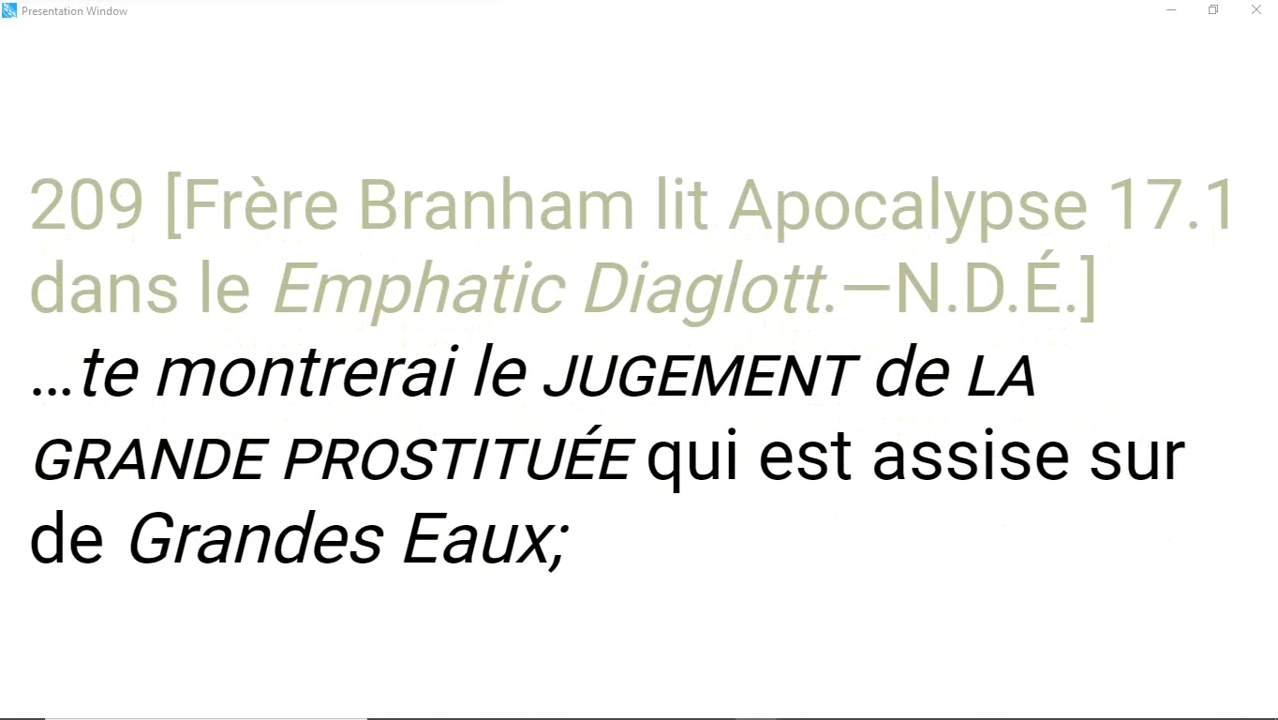 Presentation Window
209 [Frère Branham lit Apocalypse 17.1
dans le Emphatic Diaglott.—N.D.É.]
…te montrerai le JUGEMENT de LA
GRANDE PROSTITUÉE qui est assise sur
de Grandes Eaux;